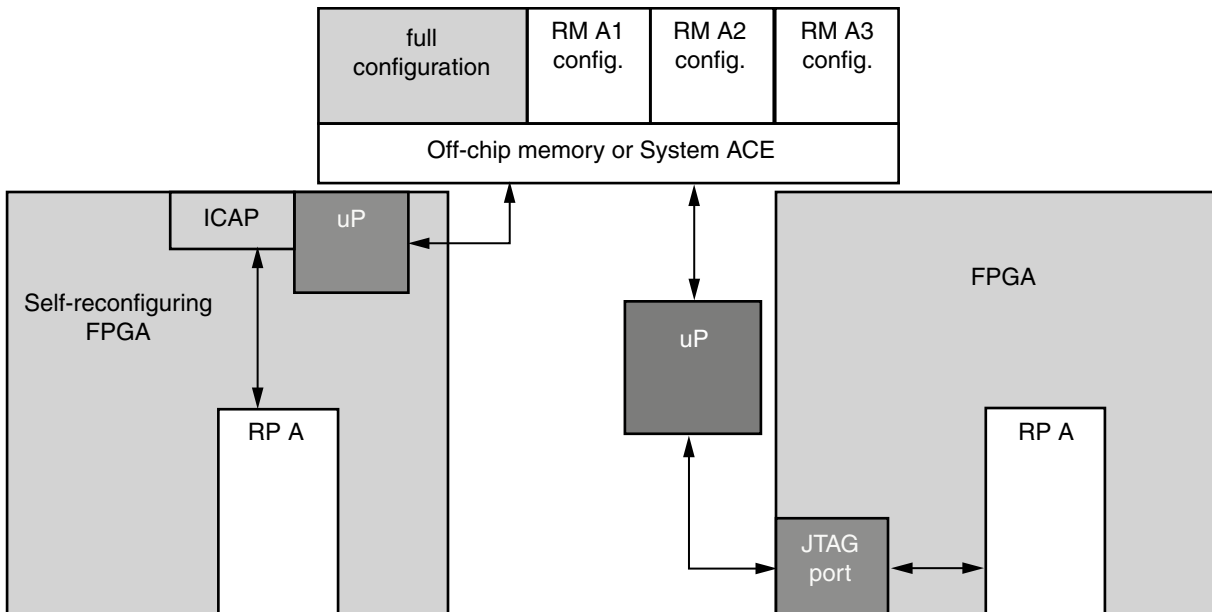 full
configuration
RM A1
config.
RM A2
config.
RM A3
config.
Off-chip memory or System ACE
ICAP
uP
Self-reconfiguring
FPGA
RP A
uP
FPGA
RP A
JTAG
port